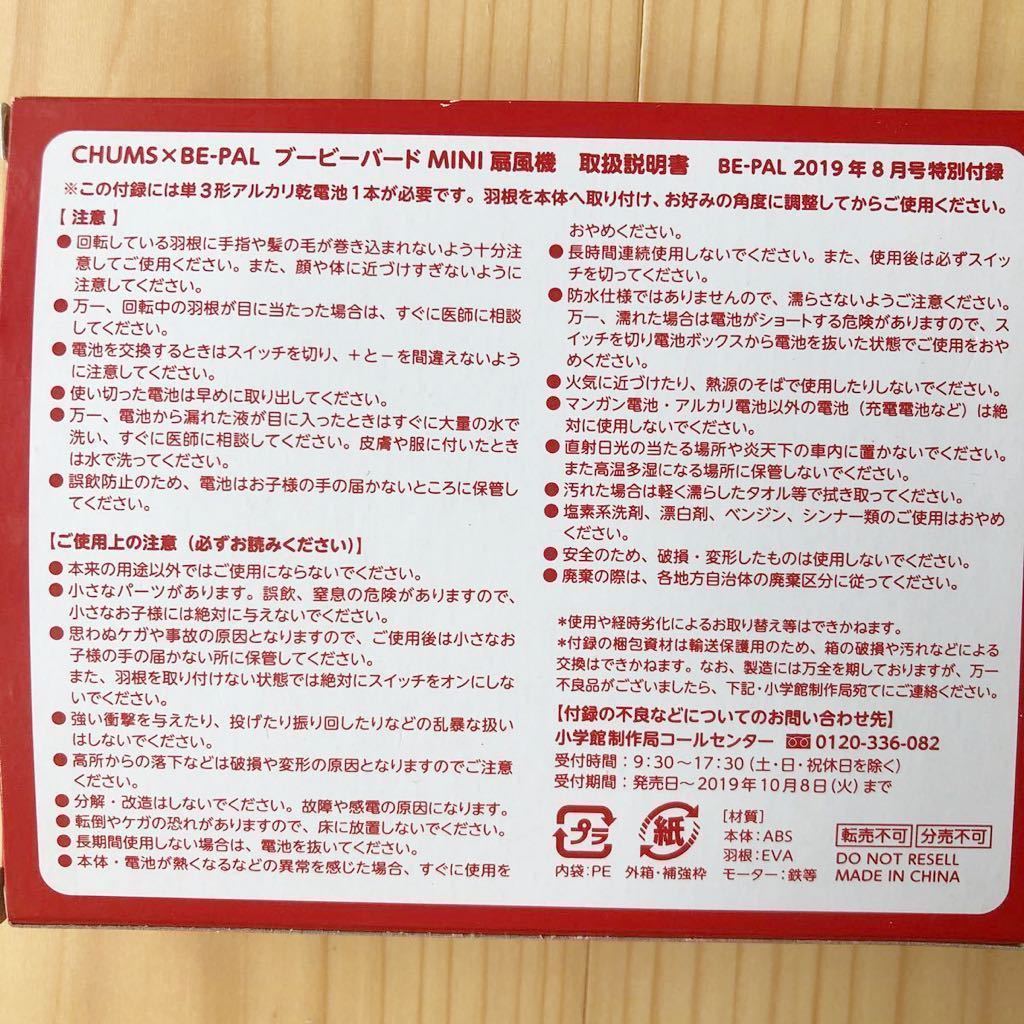 CHUMS×BE-PAL ブービーバード MINI 扇風機 取扱説明書 BE-PAL 2019年8月号特別付録
※この付録には単3形アルカリ乾電池1本が必要です。羽根を本体へ取り付け、お好みの角度に調整してからご使用ください。
【注意】
●回転している羽根に手指や髪の毛が巻き込まれないよう十分注
意してご使用ください。また、顔や体に近づけすぎないように
注意してください。
●万一、回転中の羽根が目に当たった場合は、すぐに医師に相談
してください。
●電池を交換するときはスイッチを切り、+と-を間違えないよう
に注意してください。
●使い切った電池は早めに取り出してください。
●万一、電池から漏れた液が目に入ったときはすぐに大量の水で
洗い、すぐに医師に相談してください。皮膚や服に付いたとき
は水で洗ってください。
●誤飲防止のため、電池はお子様の手の届かないところに保管し
てください。
【ご使用上の注意(必ずお読みください)】
●本来の用途以外ではご使用にならないでください。
●小さなパーツがあります。誤飲、窒息の危険がありますので、
小さなお子様には絶対に与えないでください。
●思わぬケガや事故の原因となりますので、ご使用後は小さなお
子様の手の届かない所に保管してください。
また、羽根を取り付けない状態では絶対にスイッチをオンにしな
いでください。
●強い衝撃を与えたり、投げたり振り回したりなどの乱暴な扱い
はしないでください。
●高所からの落下などは破損や変形の原因となりますのでご注意
ください。
●分解・改造はしないでください。故障や感電の原因になります。
●転倒やケガの恐れがありますので、床に放置しないでください。
●長期間使用しない場合は、電池を抜いてください。
●本体・電池が熱くなるなどの異常を感じた場合、すぐに使用を
おやめください。
●長時間連続使用しないでください。また、使用後は必ずスイッ
チを切ってください。
●防水仕様ではありませんので、濡らさないようご注意ください。
万一、濡れた場合は電池がショートする危険がありますので、ス
イッチを切り電池ボックスから電池を抜いた状態でご使用をおや
めください。
●火気に近づけたり、熱源のそばで使用したりしないでください。
●マンガン電池・アルカリ電池以外の電池(充電電池など)は絶
対に使用しないでください。
●直射日光の当たる場所や炎天下の車内に置かないでください。
また高温多湿になる場所に保管しないでください。
●汚れた場合は軽く濡らしたタオル等で拭き取ってください。
●塩素系洗剤、漂白剤、ベンジン、シンナー類のご使用はおやめ
ください。
●安全のため、破損・変形したものは使用しないでください。
●廃棄の際は、各地方自治体の廃棄区分に従ってください。
*使用や経時劣化によるお取り替え等はできかねます。
*付録の梱包資材は輸送保護用のため、箱の破損や汚れなどによる
交換はできかねます。なお、製造には万全を期しておりますが、万一
不良品がございましたら、下記・小学館制作局宛てにご連絡ください。
【付録の不良などについてのお問い合わせ先】
小学館制作局コールセンター 0120-336-082
受付時間:9:30~17:30(土・日・祝休日を除く)
受付期間:発売日~2019年10月8日(火)まで
プラ
内袋:PE
紙
外箱・補強枠
[材質]
本体:ABS
羽根:EVA
モーター:鉄等
転売不可 分売不可
DO NOT RESELL
MADE IN CHINA